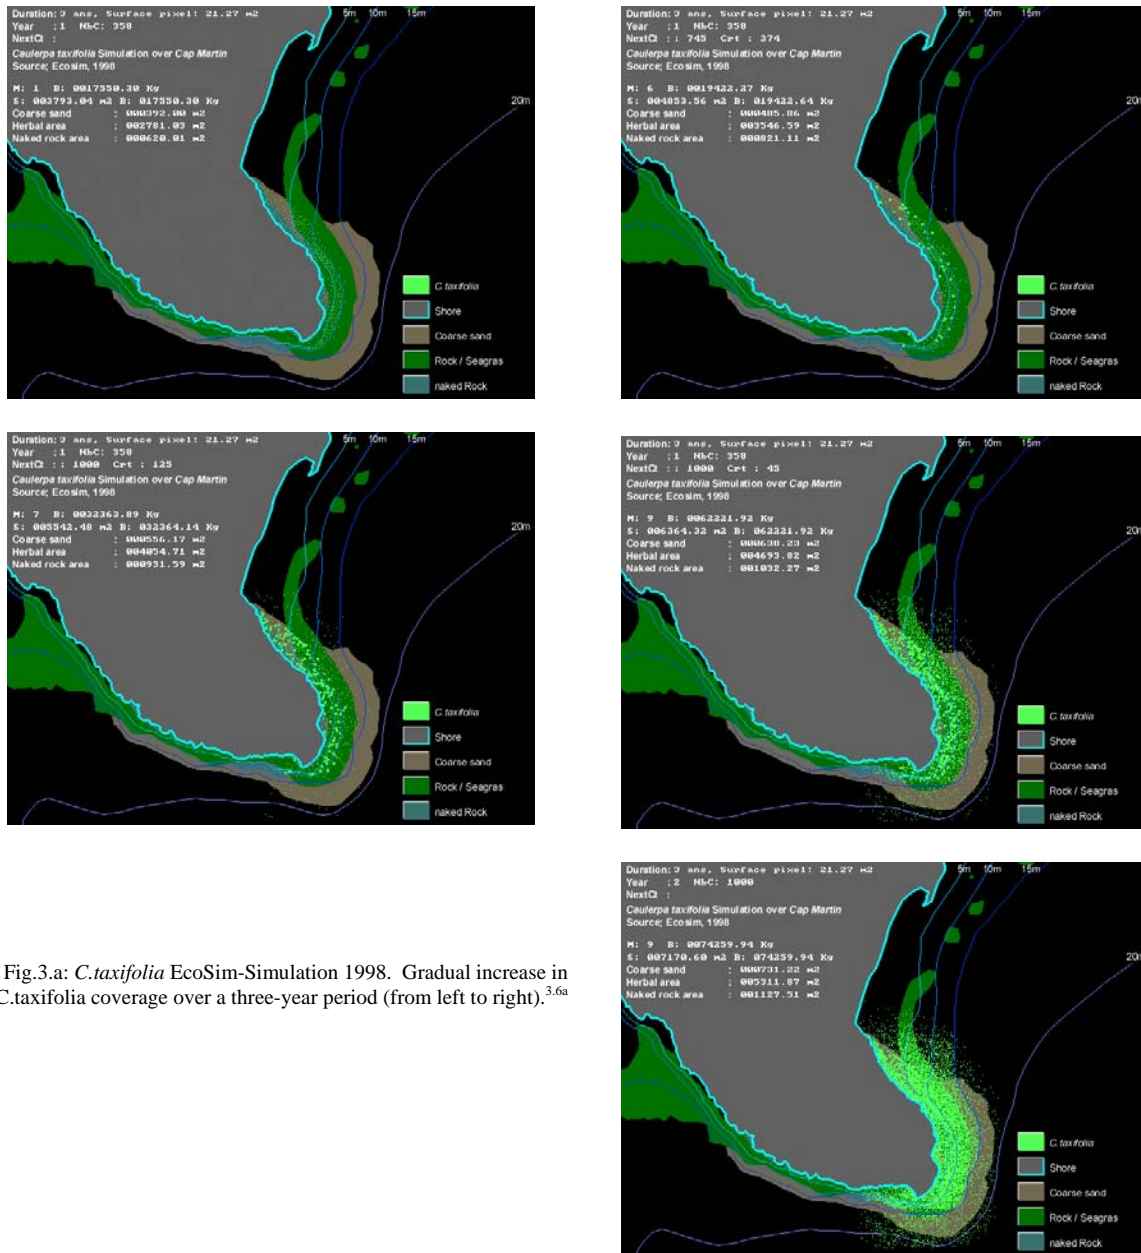 Duration: 3 ans, Surface pixel: 21.27 m2
Year :1 NbC: 358
NextCt :
Caulerpa taxifolia Simulation over Cap Martin
Source; Ecosim, 1998
M: 1 B: 0017550.30 Kg
S: 003793.04 m2 B: 017550.30 Kg
Coarse sand : 000392.00 m2
Herbal area : 002781.03 m2
Naked rock area : 000620.01 m2
5m 10m 15m
20m
C.taxifolia
Shore
Coarse sand
Rock / Seagras
naked Rock
Duration: 3 ans, Surface pixel: 21.27 m2
Year :1 NbC: 358
NextCt : : 745 Crt : 374
Caulerpa taxifolia Simulation over Cap Martin
Source; Ecosim, 1998
M: 6 B: 0019422.27 Kg
S: 004853.56 m2 B: 019422.64 Kg
Coarse sand : 000485.86 m2
Herbal area : 003546.59 m2
Naked rock area : 000821.11 m2
5m 10m 15m
20m
C.taxifolia
Shore
Coarse sand
Rock / Seagras
naked Rock
Duration: 3 ans, Surface pixel: 21.27 m2
Year :1 NbC: 358
NextCt : : 1000 Crt : 125
Caulerpa taxifolia Simulation over Cap Martin
Source; Ecosim, 1998
M: 7 B: 0032363.89 Kg
S: 005542.48 m2 B: 032364.14 Kg
Coarse sand : 000556.17 m2
Herbal area : 004054.71 m2
Naked rock area : 000931.59 m2
5m 10m 15m
20m
C.taxifolia
Shore
Coarse sand
Rock / Seagras
naked Rock
Duration: 3 ans, Surface pixel: 21.27 m2
Year :1 NbC: 358
NextCt : : 1000 Crt : 45
Caulerpa taxifolia Simulation over Cap Martin
Source; Ecosim, 1998
M: 9 B: 0062221.92 Kg
S: 006364.32 m2 B: 062221.92 Kg
Coarse sand : 000638.23 m2
Herbal area : 004693.82 m2
Naked rock area : 001032.27 m2
5m 10m 15m
20m
C.taxifolia
Shore
Coarse sand
Rock / Seagras
naked Rock
Duration: 3 ans, Surface pixel: 21.27 m2
Year :2 NbC: 1000
NextCt :
Caulerpa taxifolia Simulation over Cap Martin
Source; Ecosim, 1998
M: 9 B: 0074259.94 Kg
S: 007170.60 m2 B: 074259.94 Kg
Coarse sand : 000731.22 m2
Herbal area : 005311.87 m2
Naked rock area : 001127.51 m2
5m 10m 15m
20m
C.taxifolia
Shore
Coarse sand
Rock / Seagras
naked Rock
Fig.3.a: C.taxifolia EcoSim-Simulation 1998. Gradual increase in
C.taxifolia coverage over a three-year period (from left to right).3.6a